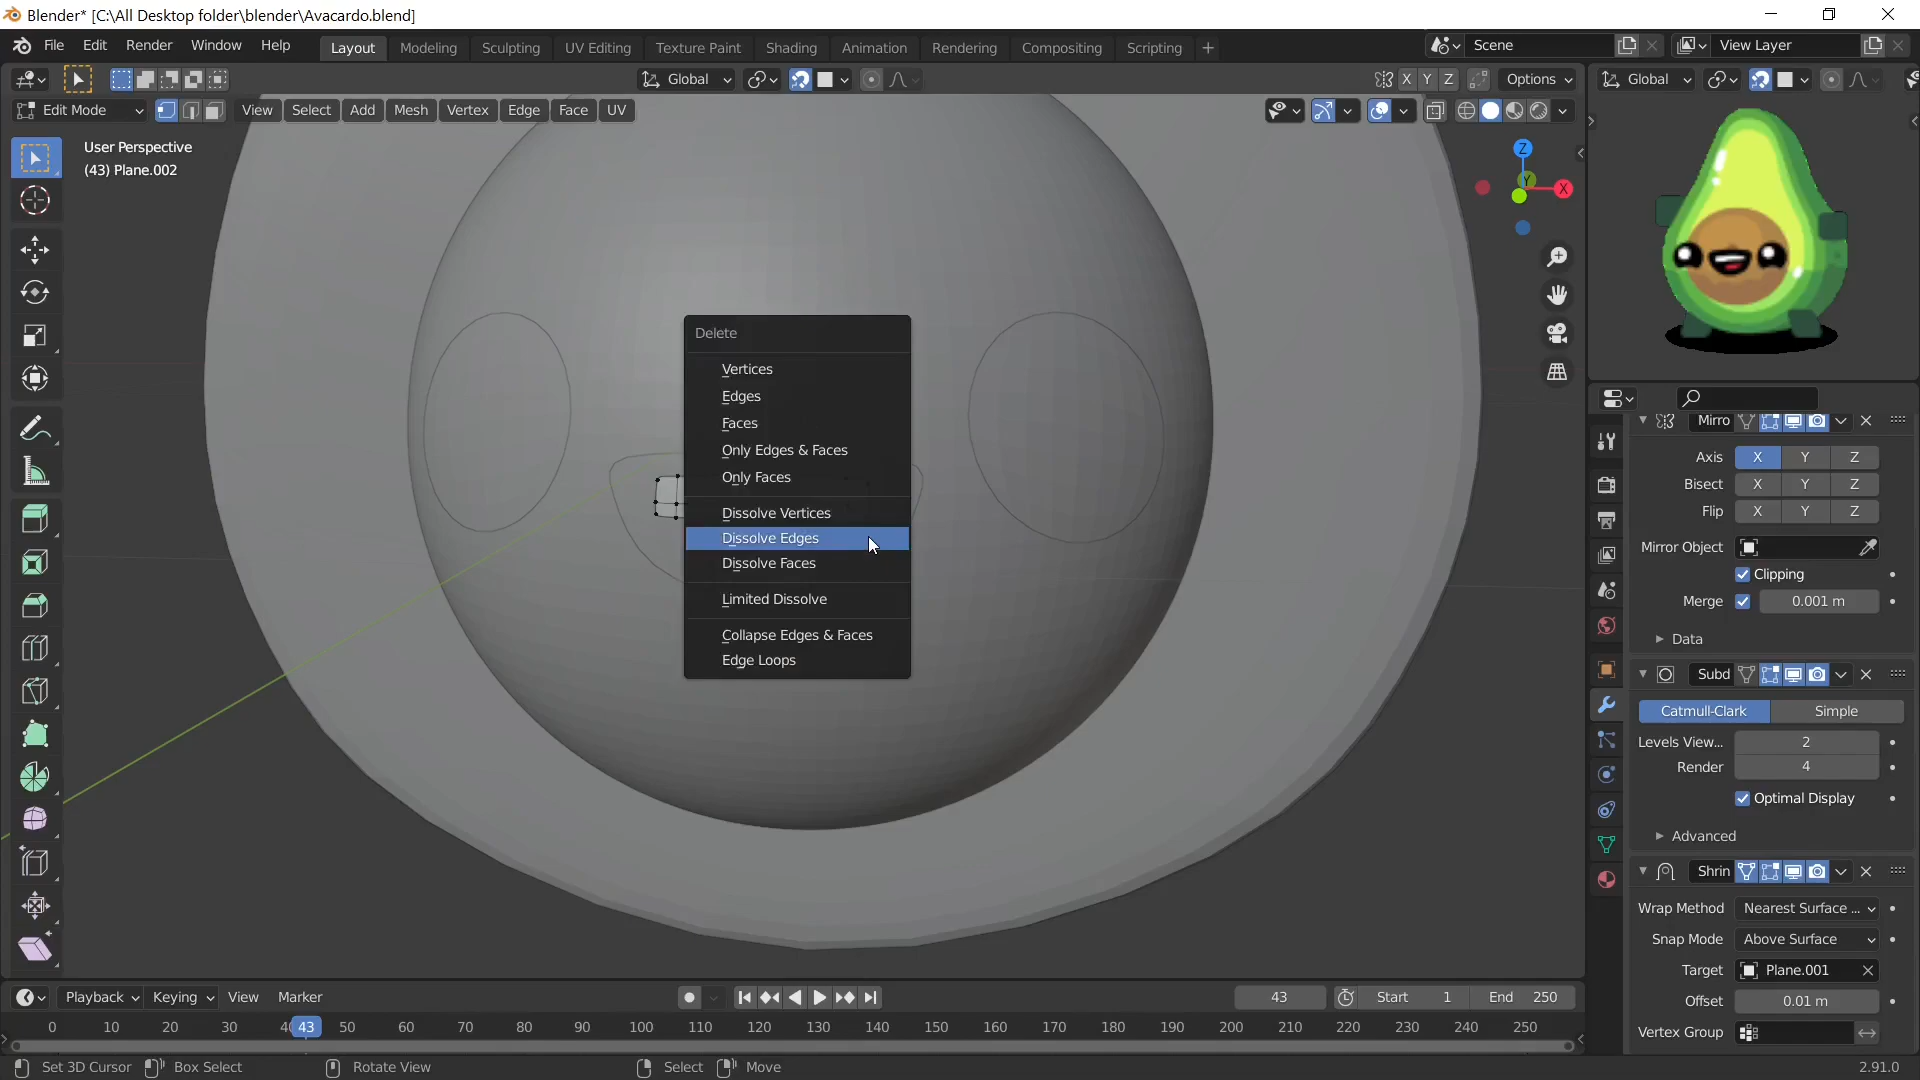 Blender* [C:\All Desktop folder\blender\Avacardo.blend]
File Edit Render Window Help Layout Modeling Sculpting UV Editing Texture Paint Shading Animation Rendering Compositing Scripting + Scene View Layer
Global X Y Z Options Global
Edit Mode View Select Add Mesh Vertex Edge Face UV
User Perspective
(43) Plane.002
Z
Y
X
Delete
Vertices
Edges
Faces
Only Edges & Faces
Only Faces
Dissolve Vertices
Dissolve Edges
Dissolve Faces
Limited Dissolve
Collapse Edges & Faces
Edge Loops
Mirro
Axis X Y Z
Bisect X Y Z
Flip X Y Z
Mirror Object
Clipping
Merge 0.001 m
Data
Subd
Catmull-Clark Simple
Levels View... 2
Render 4
Optimal Display
Advanced
Shrin
Wrap Method Nearest Surface ...
Snap Mode Above Surface
Target Plane.001
Offset 0.01 m
Vertex Group
Playback Keying View Marker 43 Start 1 End 250
0 10 20 30 40 43 50 60 70 80 90 100 110 120 130 140 150 160 170 180 190 200 210 220 230 240 250
Set 3D Cursor Box Select Rotate View Select Move 2.91.0